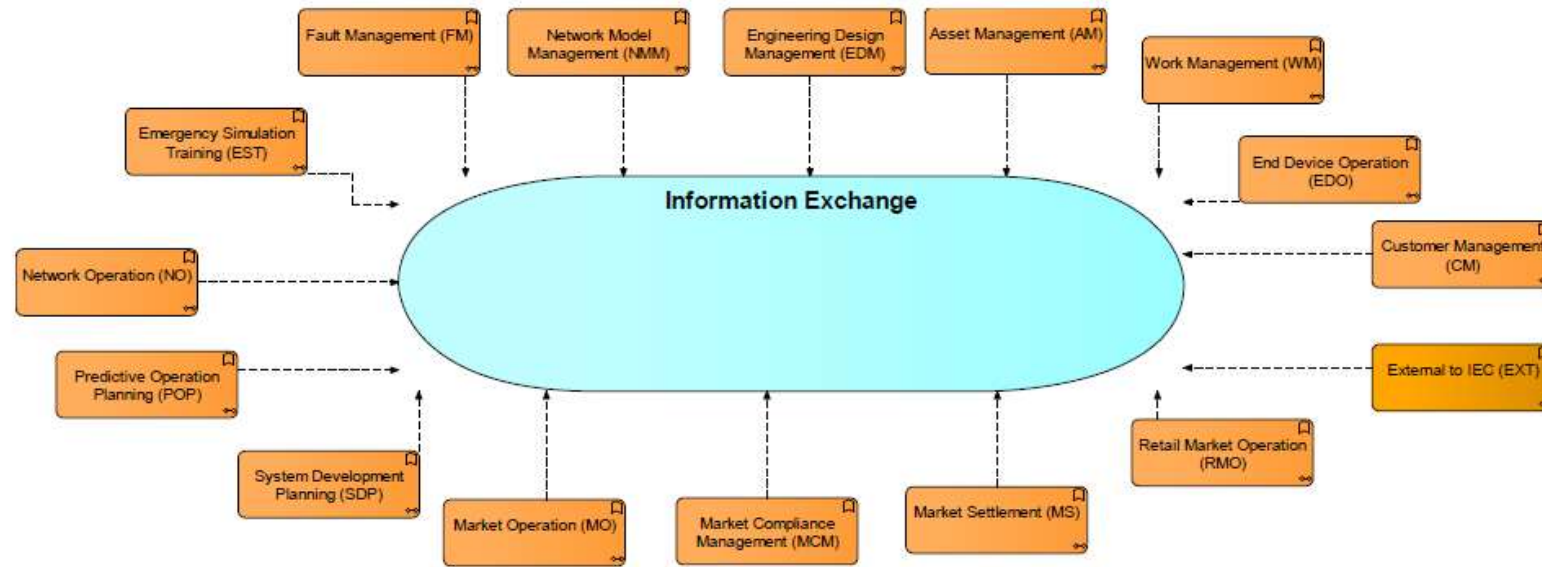 Fault Management (FM)
Network Model
Management (NMM)
Engineering Design
Management (EDM)
Asset Management (AM)
Work Management (WM)
Emergency Simulation
Training (EST)
End Device Operation
(EDO)
Information Exchange
Customer Management
(CM)
Network Operation (NO)
Predictive Operation
Planning (POP)
External to IEC (EXT)
System Development
Planning (SDP)
Retail Market Operation
(RMO)
Market Operation (MO)
Market Compliance
Management (MCM)
Market Settlement (MS)